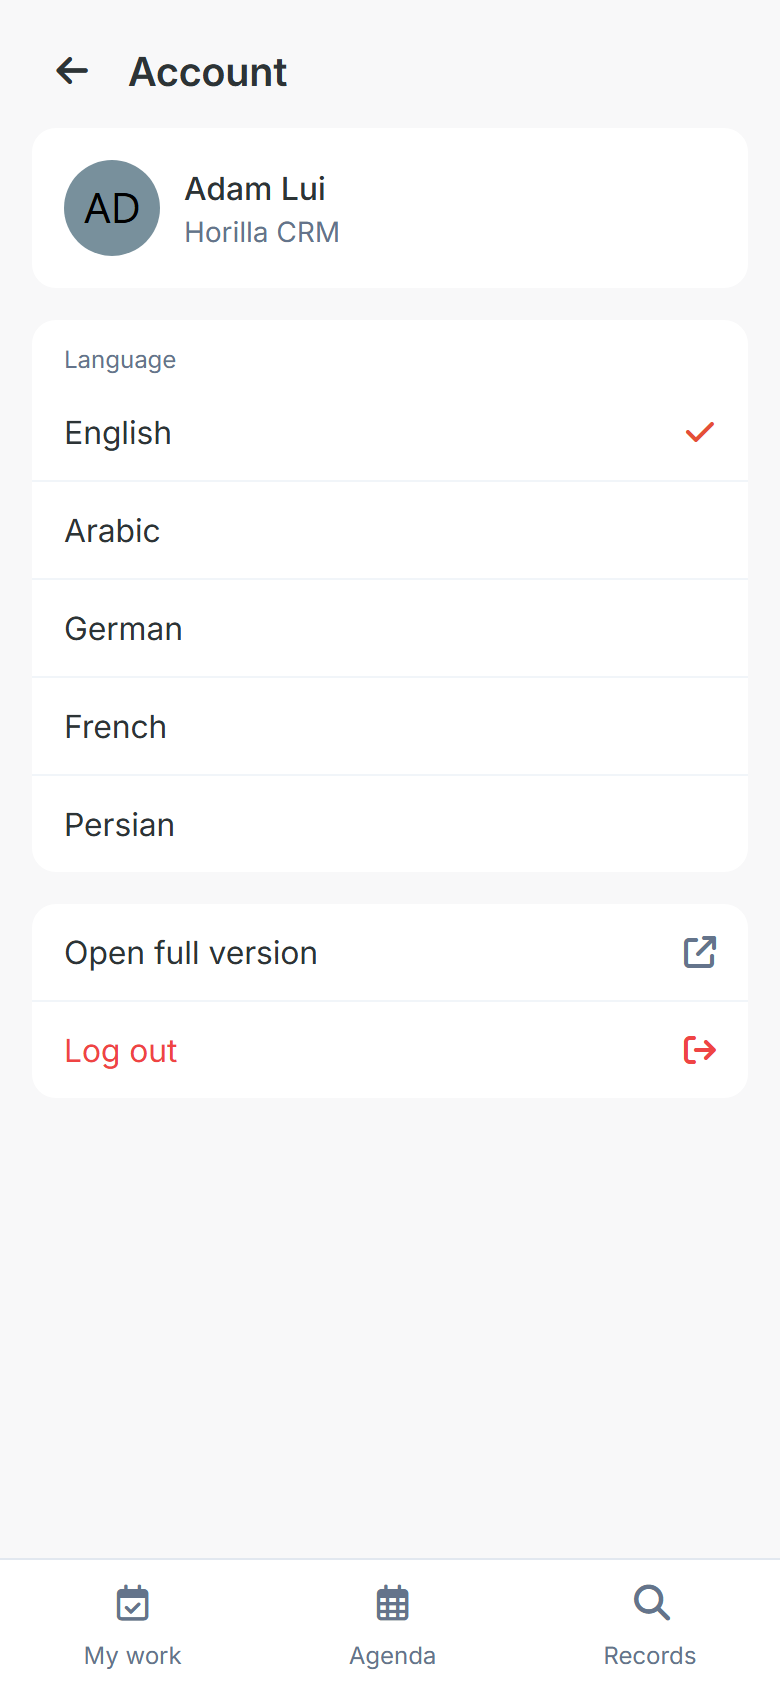 Account
AD
Adam Lui
Horilla CRM
Language
English
Arabic
German
French
Persian
Open full version
Log out
My work
Agenda
Records